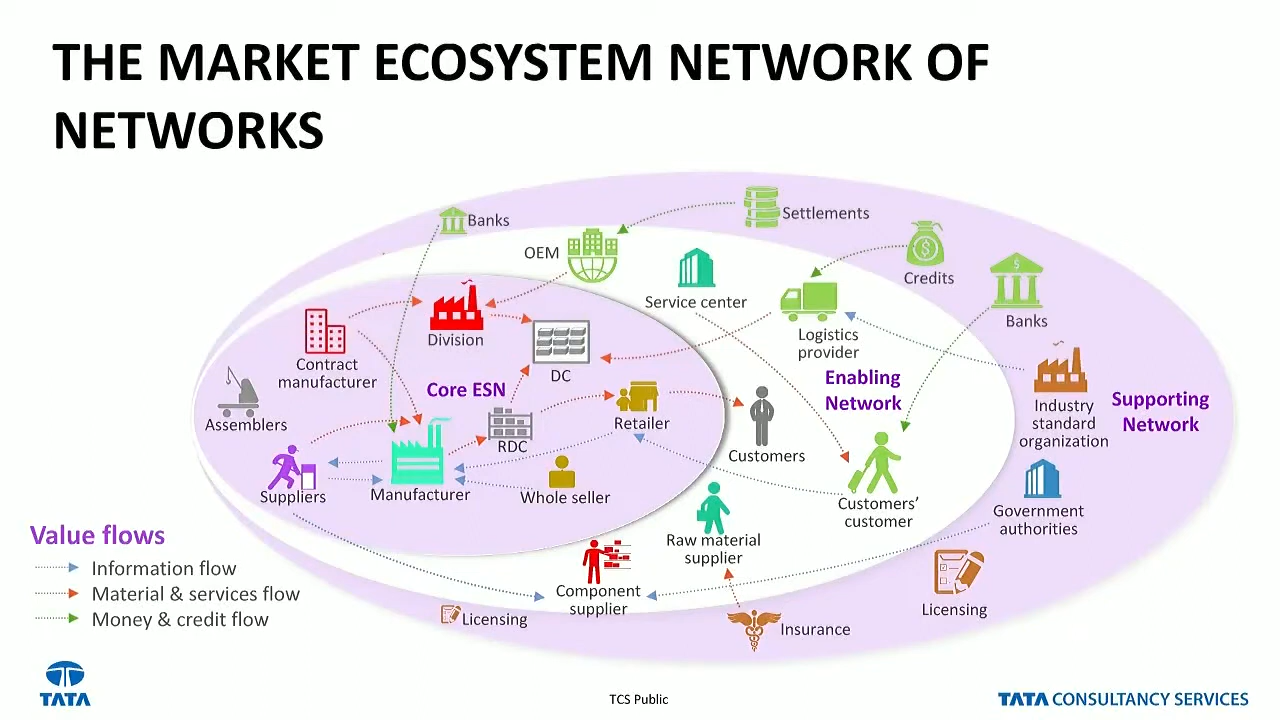 THE MARKET ECOSYSTEM NETWORK OF
NETWORKS
Banks
Settlements
OEM
Service center
Credits
Banks
Division
Logistics
provider
Contract
manufacturer
DC
Core ESN
Enabling
Network
Industry
standard
organization
Supporting
Network
Assemblers
RDC
Retailer
Customers
Suppliers
Manufacturer
Whole seller
Customers’
customer
Government
authorities
Raw material
supplier
Component
supplier
Licensing
Licensing
Insurance
Value flows
Information flow
Material & services flow
Money & credit flow
TATA
TCS Public
TATA CONSULTANCY SERVICES
$
$